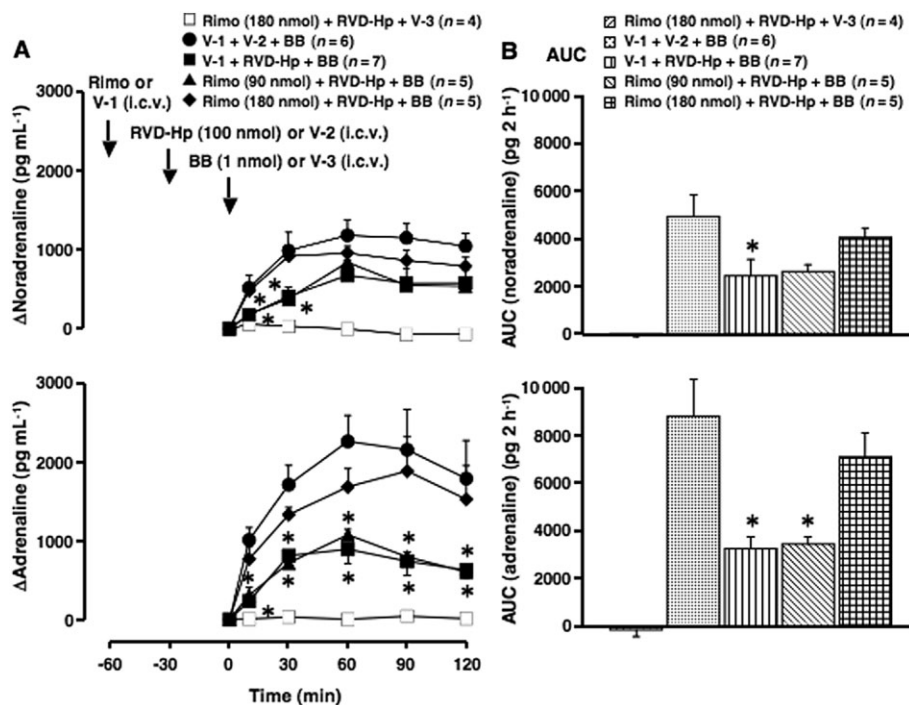 A
Rimo (180 nmol) + RVD-Hp + V-3 (n = 4)
V-1 + V-2 + BB (n = 6)
V-1 + RVD-Hp + BB (n = 7)
Rimo (90 nmol) + RVD-Hp + BB (n = 5)
Rimo (180 nmol) + RVD-Hp + BB (n = 5)
Rimo or
V-1 (i.c.v.)
RVD-Hp (100 nmol) or V-2 (i.c.v.)
BB (1 nmol) or V-3 (i.c.v.)
ΔNoradrenaline (pg mL-1)
3000
2000
1000
0
* * * *
ΔAdrenaline (pg mL-1)
3000
2000
1000
0
* * * *
* * * * * *
-60 -30 0 30 60 90 120
Time (min)
B AUC
Rimo (180 nmol) + RVD-Hp + V-3 (n = 4)
V-1 + V-2 + BB (n = 6)
V-1 + RVD-Hp + BB (n = 7)
Rimo (90 nmol) + RVD-Hp + BB (n = 5)
Rimo (180 nmol) + RVD-Hp + BB (n = 5)
AUC (noradrenaline) (pg 2 h-1)
10 000
8000
6000
4000
2000
0
*
AUC (adrenaline) (pg 2 h-1)
10 000
8000
6000
4000
2000
0
* *